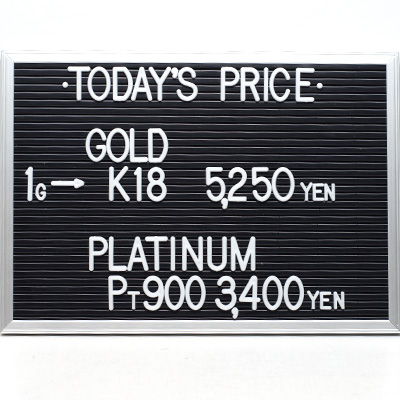 ·TODAY'S PRICE·
GOLD
1G→ K18 5,250 YEN
PLATINUM
PT900 3,400 YEN